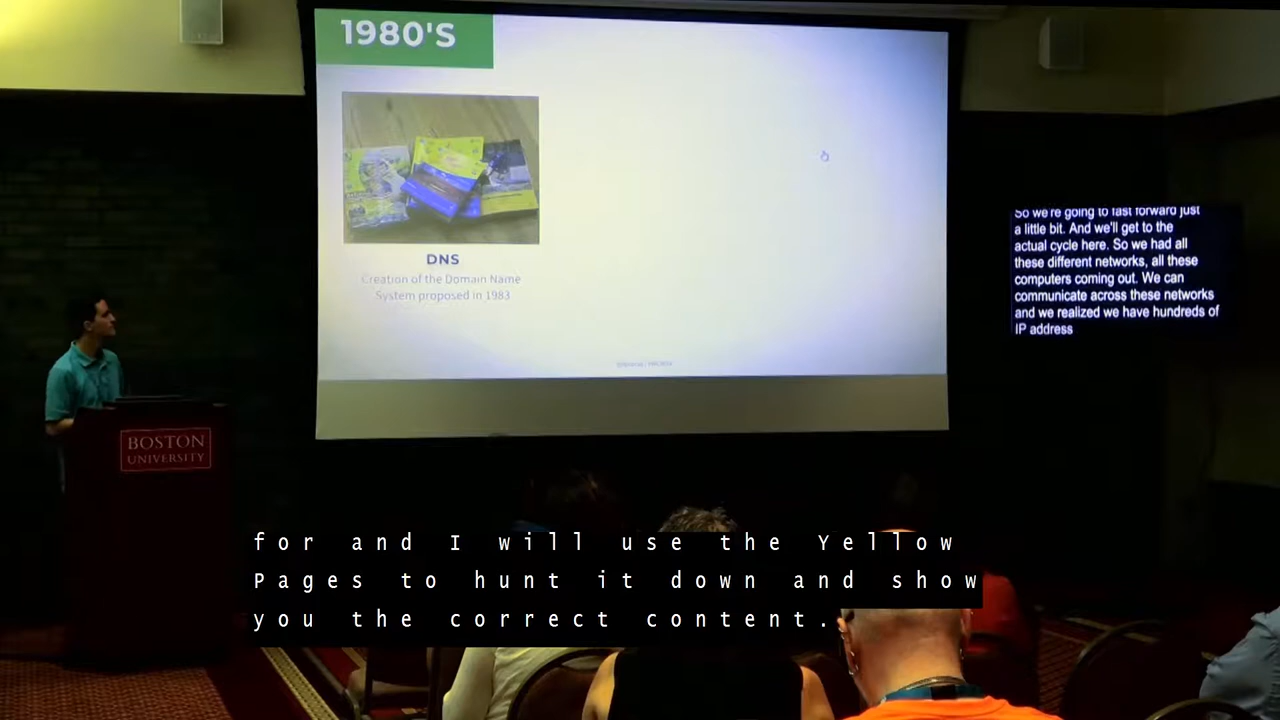 1980'S
DNS
Creation of the Domain Name
System proposed in 1983
So we're going to fast forward just
a little bit. And we'll get to the
actual cycle here. So we had all
these different networks, all these
computers coming out. We can
communicate across these networks
and we realized we have hundreds of
IP address
BOSTON
UNIVERSITY
for and I will use the Yellow
Pages to hunt it down and show
you the correct content.